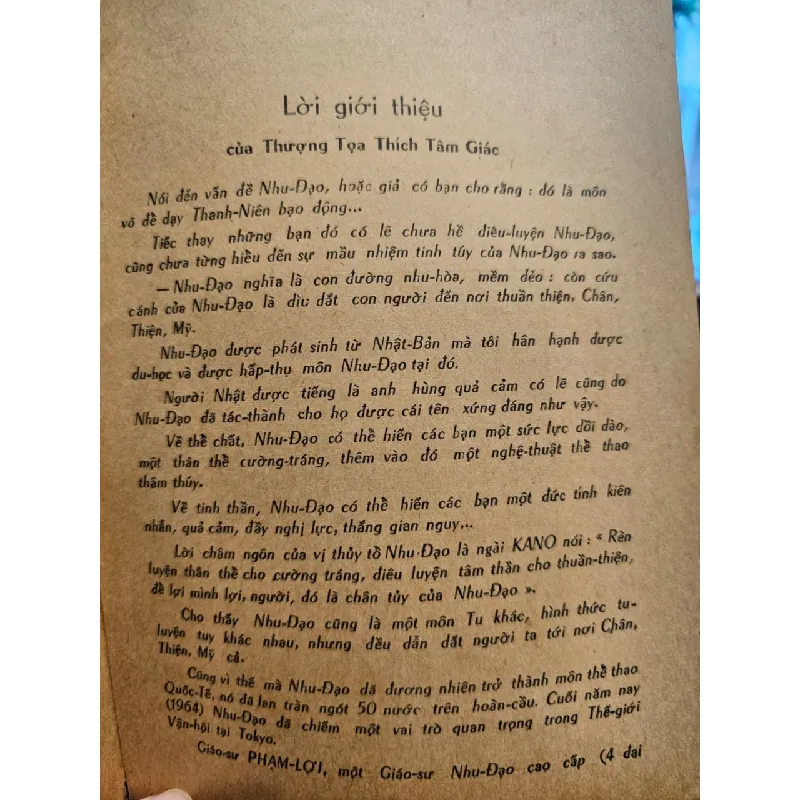 Lời giới thiệu
của Thượng Tọa Thích Tâm Giác
Nói đến vấn đề Nhu-Đạo, hoặc giả có bạn cho rằng : đó là môn
võ để dạy Thanh-Niên bạo động...
Tiếc thay những bạn đó có lẽ chưa hề điêu-luyện Nhu-Đạo,
cũng chưa từng hiểu đến sự mầu nhiệm tinh túy của Nhu-Đạo ra sao.
— Nhu-Đạo nghĩa là con đường nhu-hòa, mềm dẻo : còn cứu
cánh của Nhu-Đạo là dìu dắt con người đến nơi thuần thiện, Chân,
Thiện, Mỹ.
Nhu-Đạo được phát sinh từ Nhật-Bản mà tôi hân hạnh được
du-học và được hấp-thụ môn Nhu-Đạo tại đó.
Người Nhật được tiếng là anh hùng quả cảm có lẽ cũng do
Nhu-Đạo đã tác-thành cho họ được cái tên xứng đáng như vậy.
Về thể chất, Nhu-Đạo có thể hiến các bạn một sức lực dồi dào,
một thân thể cường-tráng, thêm vào đó một nghệ-thuật thể thao
thâm thúy.
Về tinh thần, Nhu-Đạo có thể hiến các bạn một đức tính kiên
nhẫn, quả cảm, đầy nghị lực, thắng gian nguy...
Lời châm ngôn của vị thủy tổ Nhu-Đạo là ngài KANO nói : « Rèn
luyện thân thể cho cường tráng, điêu luyện tâm thần cho thuần-thiện,
để lợi mình lợi, người, đó là chân tủy của Nhu-Đạo ».
Cho thấy Nhu-Đạo cũng là một môn Tu khác, hình thức tu-
luyện tuy khác nhau, nhưng đều dẫn dắt người ta tới nơi Chân,
Thiện, Mỹ cả.
Cũng vì thế mà Nhu-Đạo đã đương nhiên trở thành môn thể thao
Quốc-Tế, nó đã lan tràn ngót 50 nước trên hoàn-cầu. Cuối năm nay
(1964) Nhu-Đạo đã chiếm một vai trò quan trọng trong Thế-giới
Vận-hội tại Tokyo.
Giáo-sư PHẠM-LỢI, một Giáo-sư Nhu-Đạo cao cấp (4 đai